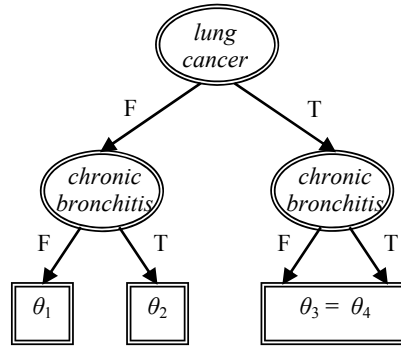 lung
cancer
F T
chronic
bronchitis
chronic
bronchitis
F T F T
θ1 θ2 θ3 = θ4